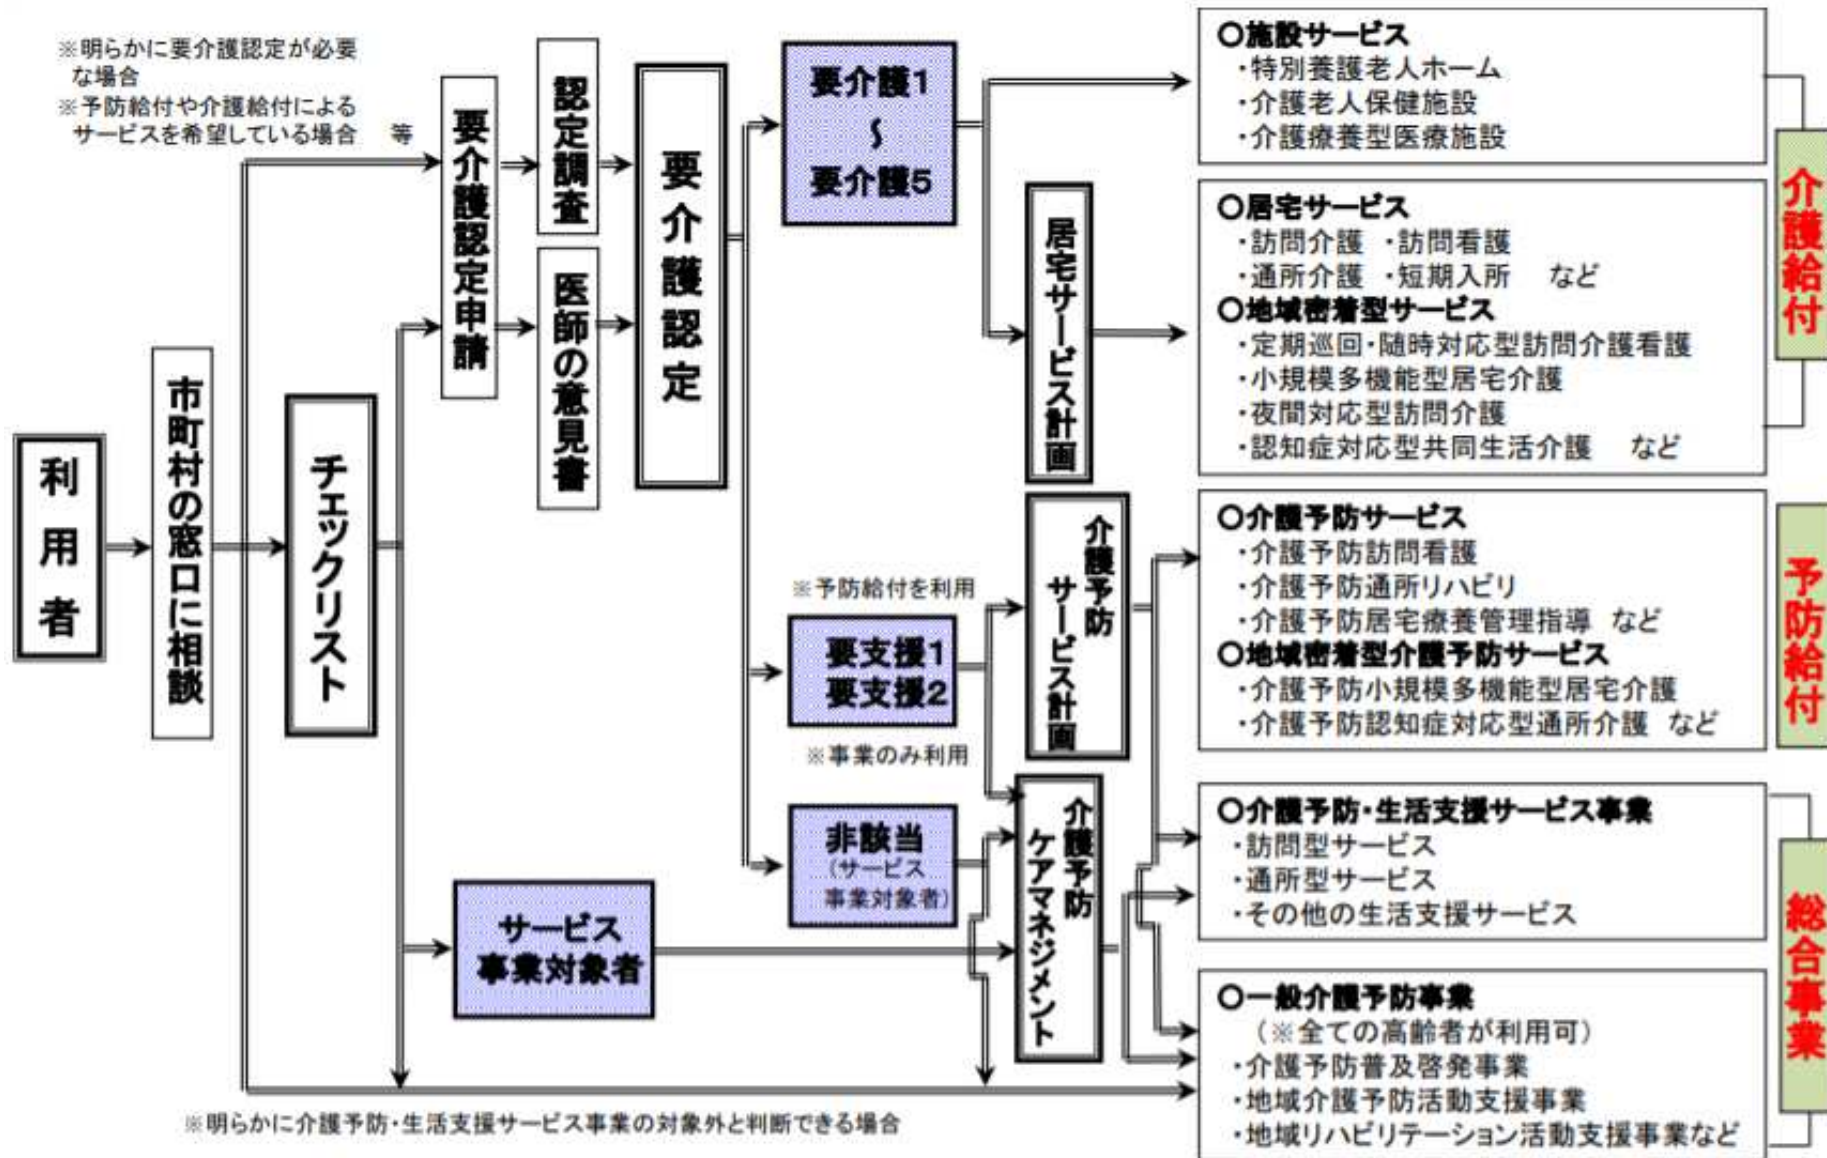 ※明らかに要介護認定が必要
な場合
※予防給付や介護給付による
サービスを希望している場合　等
利用者
市町村の窓口に相談
チェックリスト
要介護認定申請
認定調査
医師の意見書
要介護認定
要介護1
〜
要介護5
※予防給付を利用
要支援1
要支援2
※事業のみ利用
非該当
(サービス
事業対象者)
サービス
事業対象者
居宅サービス計画
介護予防
サービス計画
介護予防
ケアマネジメント
○施設サービス
・特別養護老人ホーム
・介護老人保健施設
・介護療養型医療施設
○居宅サービス
・訪問介護　・訪問看護
・通所介護　・短期入所　など
○地域密着型サービス
・定期巡回・随時対応型訪問介護看護
・小規模多機能型居宅介護
・夜間対応型訪問介護
・認知症対応型共同生活介護　など
介護給付
○介護予防サービス
・介護予防訪問看護
・介護予防通所リハビリ
・介護予防居宅療養管理指導　など
○地域密着型介護予防サービス
・介護予防小規模多機能型居宅介護
・介護予防認知症対応型通所介護　など
予防給付
○介護予防・生活支援サービス事業
・訪問型サービス
・通所型サービス
・その他の生活支援サービス
○一般介護予防事業
（※全ての高齢者が利用可）
・介護予防普及啓発事業
・地域介護予防活動支援事業
・地域リハビリテーション活動支援事業など
総合事業
※明らかに介護予防・生活支援サービス事業の対象外と判断できる場合